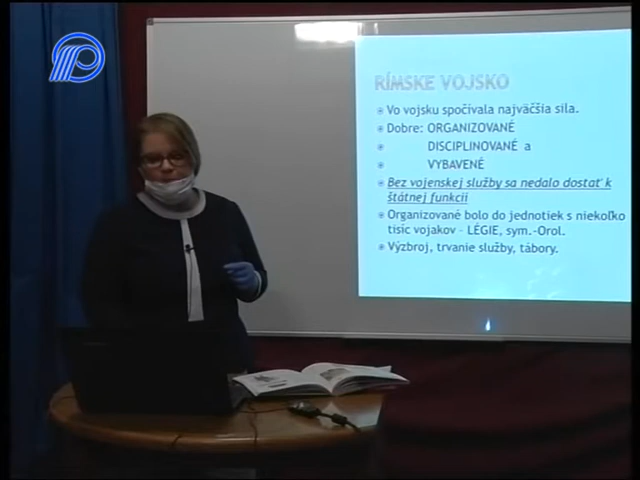 RÍMSKE VOJSKO
Vo vojsku spočívala najväčšia sila.
Dobre: ORGANIZOVANÉ
DISCIPLINOVANÉ a
VYBAVENÉ
Bez vojenskej služby sa nedalo dostať k
štátnej funkcii
Organizované bolo do jednotiek s niekoľko
tisíc vojakov – LÉGIE, sym.-Orol.
Výzbroj, trvanie služby, tábory.